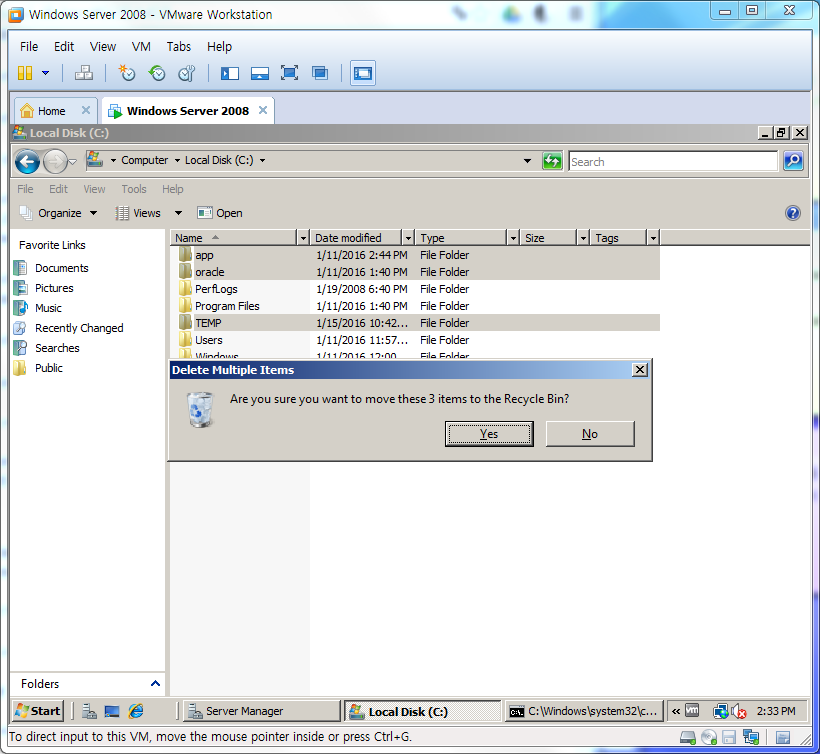 Windows Server 2008 - VMware Workstation
File Edit View VM Tabs Help
Home Windows Server 2008
Local Disk (C:)
Computer Local Disk (C:) Search
File Edit View Tools Help
Organize Views Open
Favorite Links
Documents
Pictures
Music
Recently Changed
Searches
Public
Name Date modified Type Size Tags
app 1/11/2016 2:44 PM File Folder
oracle 1/11/2016 1:40 PM File Folder
PerfLogs 1/19/2008 6:40 PM File Folder
Program Files 1/11/2016 1:40 PM File Folder
TEMP 1/15/2016 10:42... File Folder
Users 1/11/2016 11:57... File Folder
Windows 1/11/2016 12:00 File Folder
Delete Multiple Items
Are you sure you want to move these 3 items to the Recycle Bin?
Yes No
Folders
Start Server Manager Local Disk (C:) C:\Windows\system32\c... « vm 2:33 PM
To direct input to this VM, move the mouse pointer inside or press Ctrl+G.